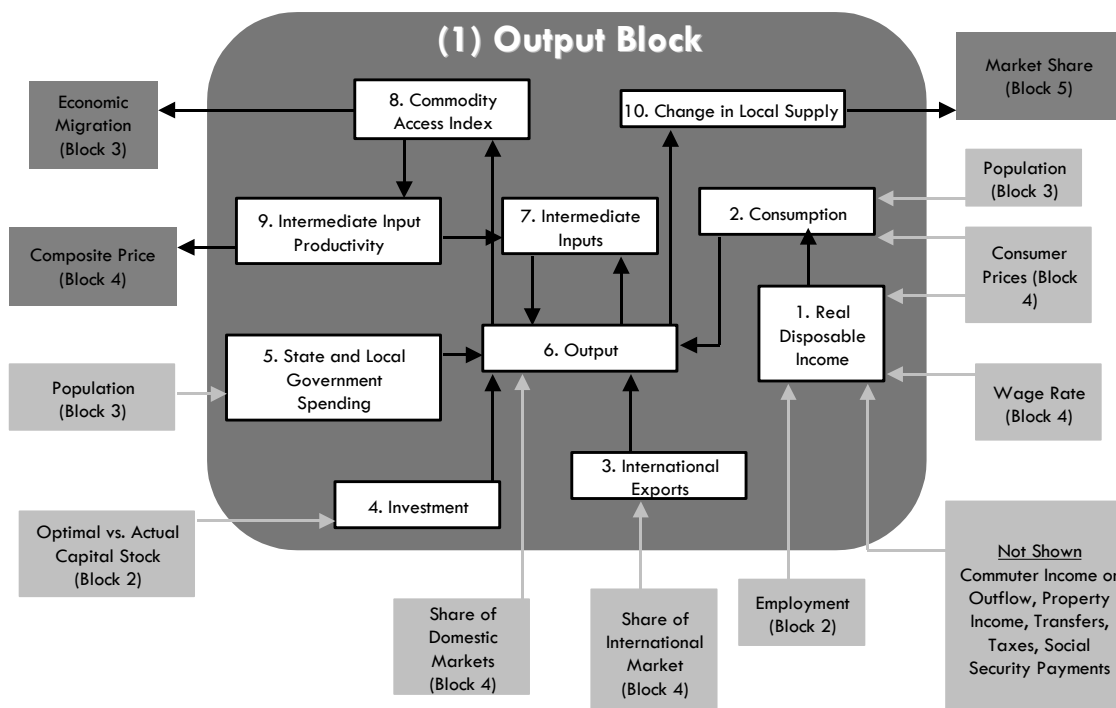 (1) Output Block
Economic
Migration
(Block 3)
8. Commodity
Access Index
10. Change in Local Supply
Market Share
(Block 5)
Population
(Block 3)
9. Intermediate Input
Productivity
7. Intermediate
Inputs
2. Consumption
Composite Price
(Block 4)
Consumer
Prices (Block
4)
1. Real
Disposable
Income
5. State and Local
Government
Spending
6. Output
Population
(Block 3)
Wage Rate
(Block 4)
3. International
Exports
4. Investment
Optimal vs. Actual
Capital Stock
(Block 2)
Share of
Domestic
Markets
(Block 4)
Share of
International
Market
(Block 4)
Employment
(Block 2)
Not Shown
Commuter Income or
Outflow, Property
Income, Transfers,
Taxes, Social
Security Payments